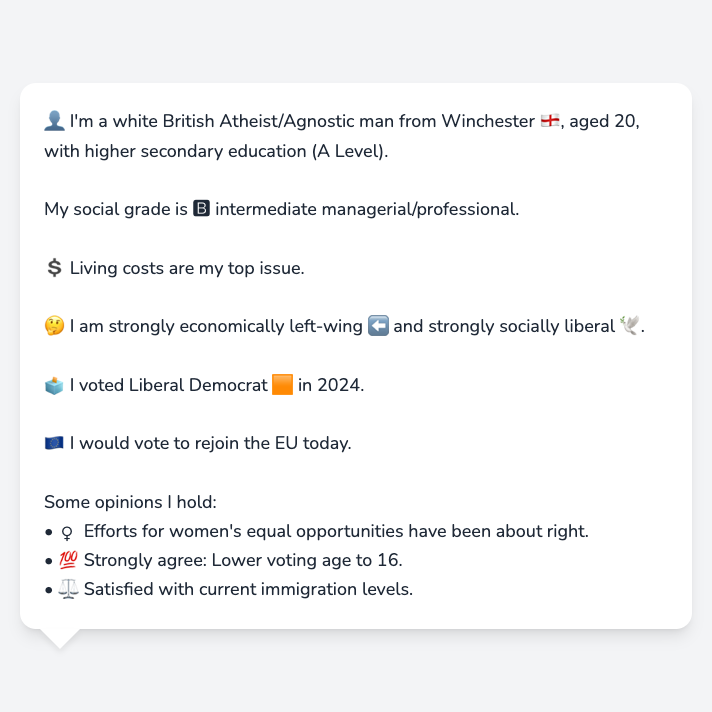 👤 I'm a white British Atheist/Agnostic man from Winchester 🏴󠁧󠁢󠁥󠁮󠁧󠁿, aged 20,
with higher secondary education (A Level).
My social grade is 🅱 intermediate managerial/professional.
💲 Living costs are my top issue.
🤔 I am strongly economically left-wing ⬅️ and strongly socially liberal 🕊️.
🗳️ I voted Liberal Democrat 🟧 in 2024.
🇪🇺 I would vote to rejoin the EU today.
Some opinions I hold:
• ♀ Efforts for women's equal opportunities have been about right.
• 💯 Strongly agree: Lower voting age to 16.
• ⚖️ Satisfied with current immigration levels.